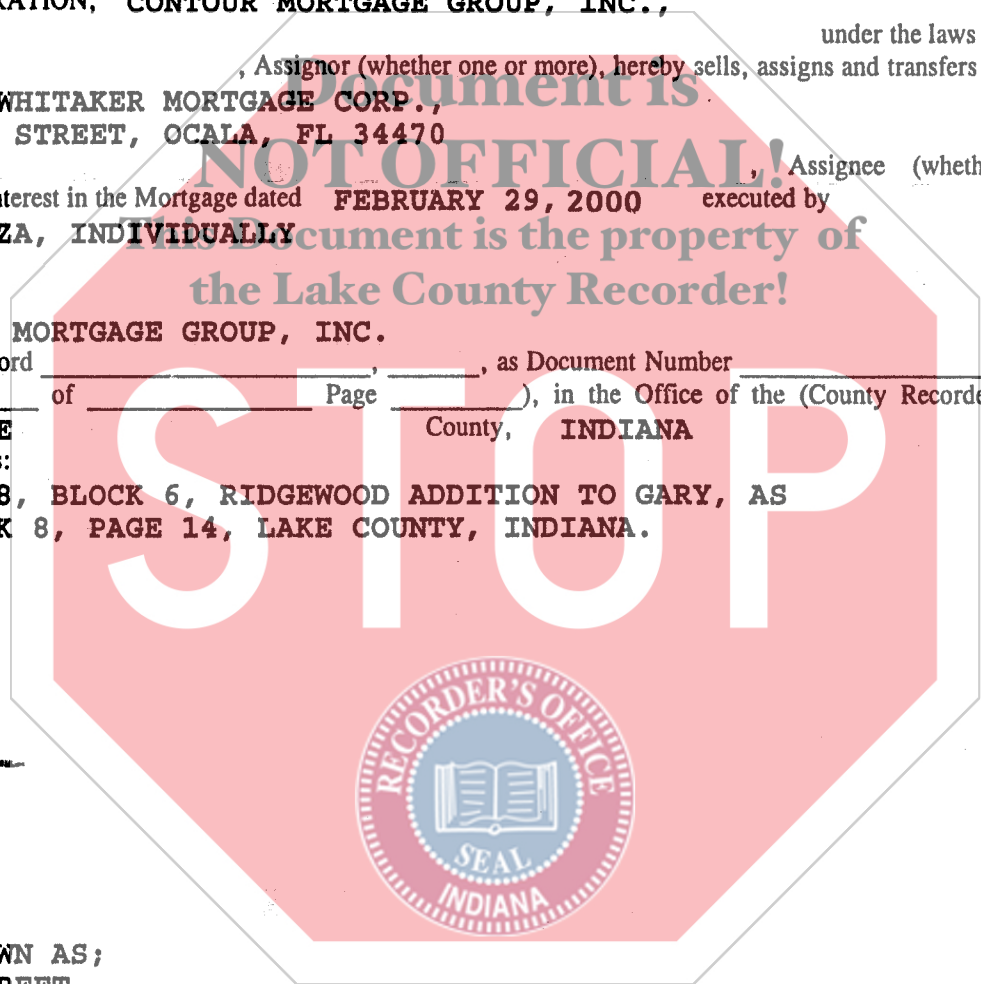 RATION, CONTOUR MORTGAGE GROUP, INC.,
under the laws
, Assignor (whether one or more), hereby sells, assigns and transfers
WHITAKER MORTGAGE CORP.,
STREET, OCALA, FL 34470
, Assignee (wheth
nterest in the Mortgage dated FEBRUARY 29, 2000 executed by
ZA, INDIVIDUALLY
MORTGAGE GROUP, INC.
ord , , as Document Number
of Page ), in the Office of the (County Recorde
E County, INDIANA
s:
8, BLOCK 6, RIDGEWOOD ADDITION TO GARY, AS
K 8, PAGE 14, LAKE COUNTY, INDIANA.
WN AS;
Document is
NOT OFFICIAL!
This Document is the property of
the Lake County Recorder!
STOP
RECORDER'S OFFICE
SEAL
INDIANA